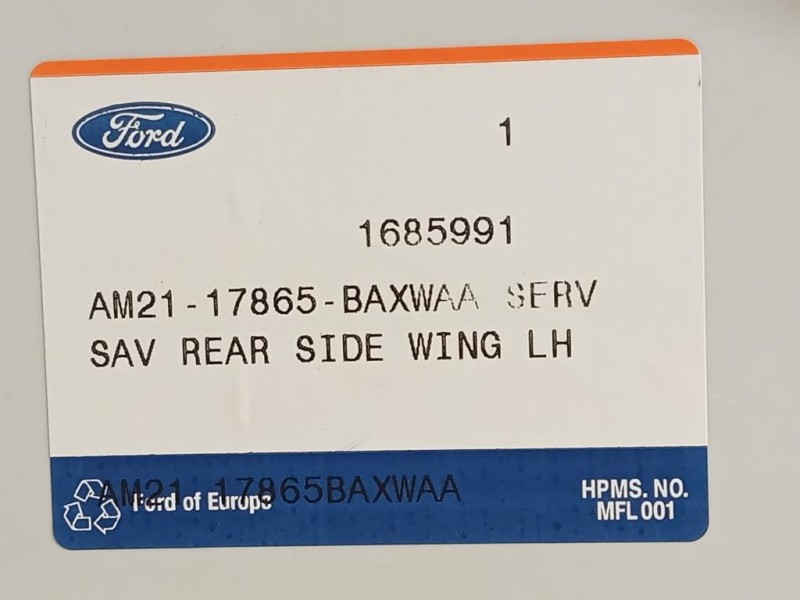 Ford
1
1685991
AM21-17865-BAXWAA SERV
SAV REAR SIDE WING LH
AM21 17865BAXWAA
Ford of Europe
HPMS. NO.
MFL 001